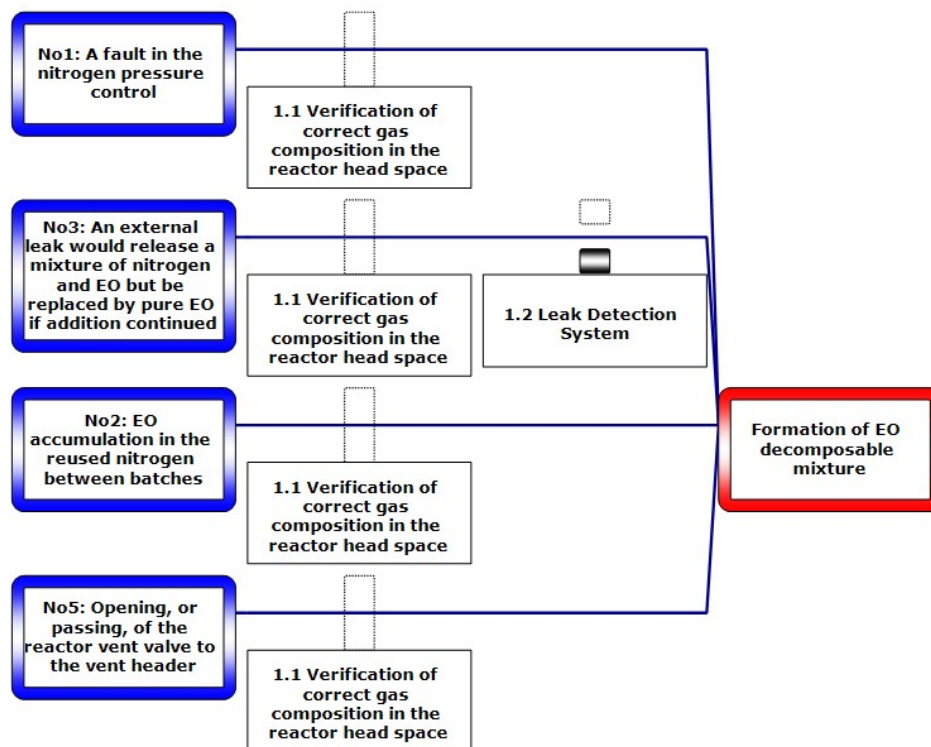 No1: A fault in the
nitrogen pressure
control
1.1 Verification of
correct gas
composition in the
reactor head space
No3: An external
leak would release a
mixture of nitrogen
and EO but be
replaced by pure EO
if addition continued
1.1 Verification of
correct gas
composition in the
reactor head space
1.2 Leak Detection
System
No2: EO
accumulation in the
reused nitrogen
between batches
1.1 Verification of
correct gas
composition in the
reactor head space
Formation of EO
decomposable
mixture
No5: Opening, or
passing, of the
reactor vent valve to
the vent header
1.1 Verification of
correct gas
composition in the
reactor head space